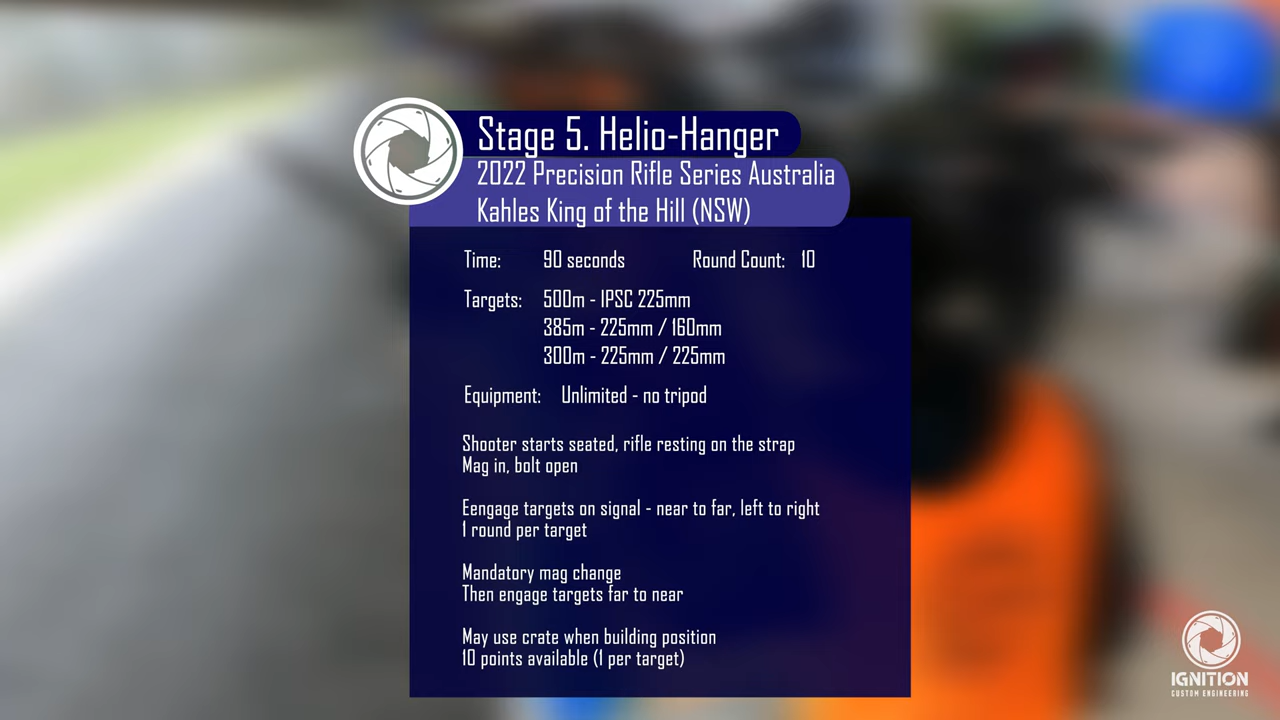 Stage 5. Helio-Hanger
2022 Precision Rifle Series Australia
Kahles King of the Hill (NSW)
Time: 90 seconds Round Count: 10
Targets: 500m - IPSC 225mm
385m - 225mm / 160mm
300m - 225mm / 225mm
Equipment: Unlimited - no tripod
Shooter starts seated, rifle resting on the strap
Mag in, bolt open
Eengage targets on signal - near to far, left to right
1 round per target
Mandatory mag change
Then engage targets far to near
May use crate when building position
10 points available (1 per target)
IGNITION
CUSTOM ENGINEERING